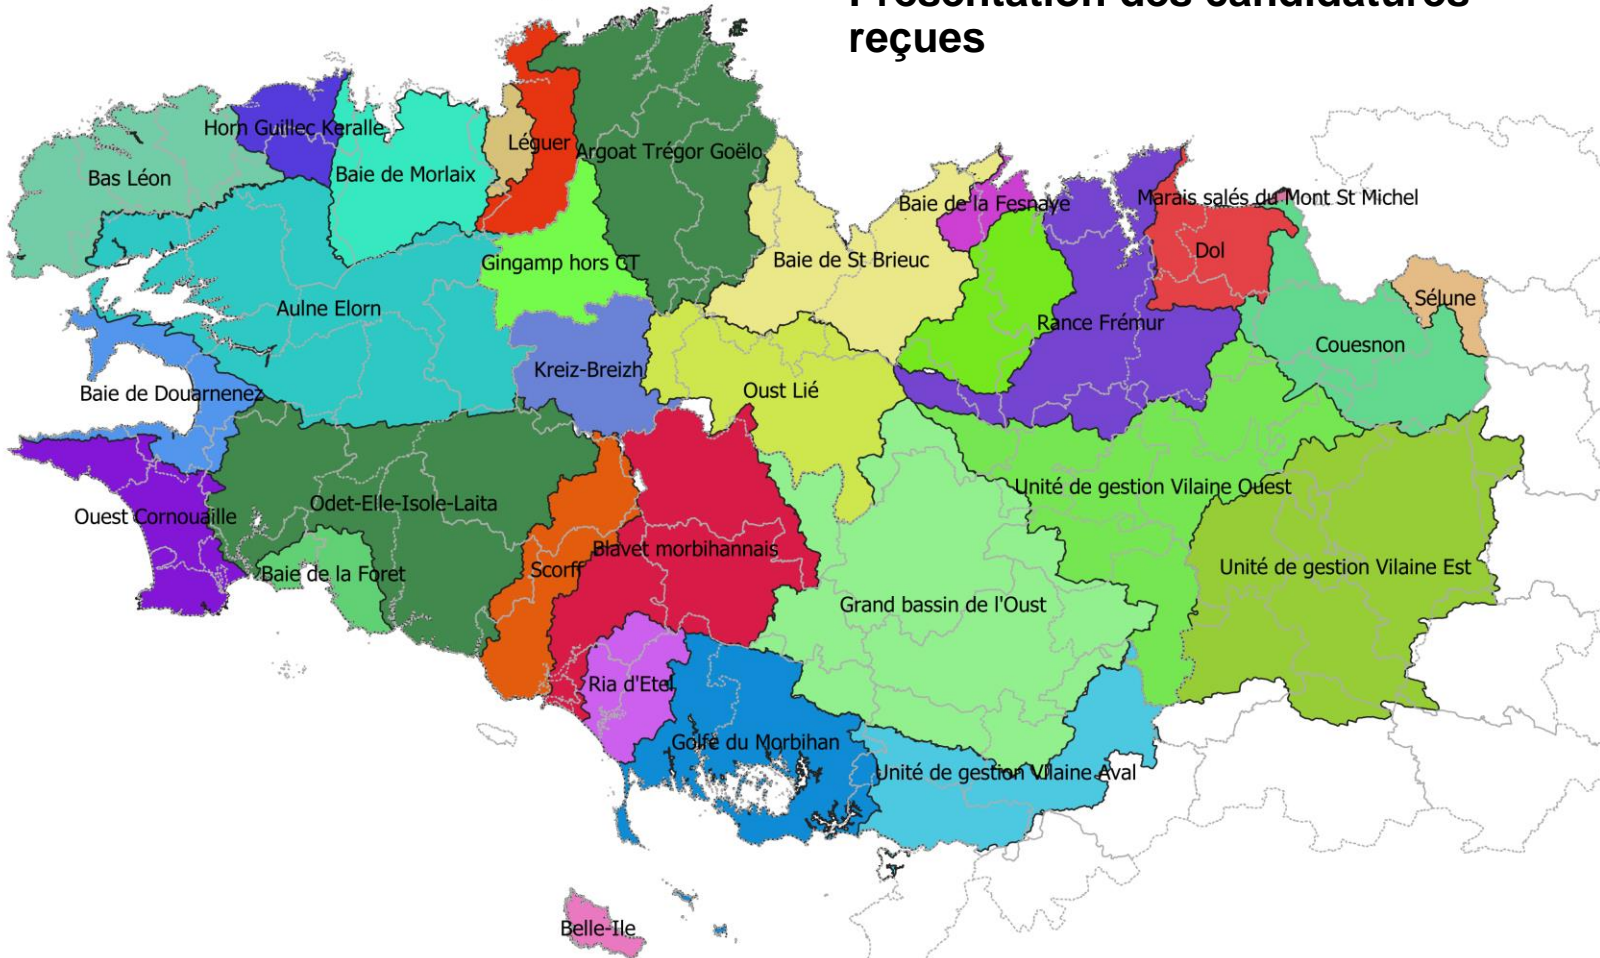 Présentation des candidatures
reçues
Horn Guillec Keralle
Léguer
Argoat Trégor Goëlo
Bas Léon
Baie de Morlaix
Baie de la Fesnaye
Marais salés du Mont St Michel
Dol
Gingamp hors CT
Baie de St Brieuc
Sélune
Aulne Elorn
Rance Frémur
Couesnon
Kreiz-Breizh
Baie de Douarnenez
Oust Lié
Unité de gestion Vilaine Ouest
Odet-Elle-Isole-Laita
Ouest Cornouaille
Blavet morbihannais
Scorff
Baie de la Foret
Unité de gestion Vilaine Est
Grand bassin de l'Oust
Ria d'Etel
Golfe du Morbihan
Unité de gestion Vilaine Aval
Belle-Ile